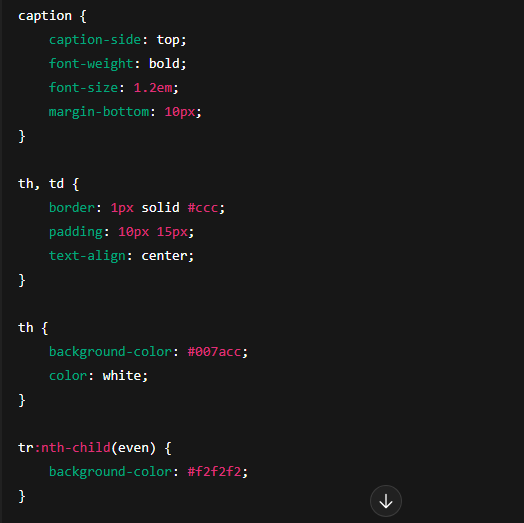 caption {
    caption-side: top;
    font-weight: bold;
    font-size: 1.2em;
    margin-bottom: 10px;
}

th, td {
    border: 1px solid #ccc;
    padding: 10px 15px;
    text-align: center;
}

th {
    background-color: #007acc;
    color: white;
}

tr:nth-child(even) {
    background-color: #f2f2f2;
}